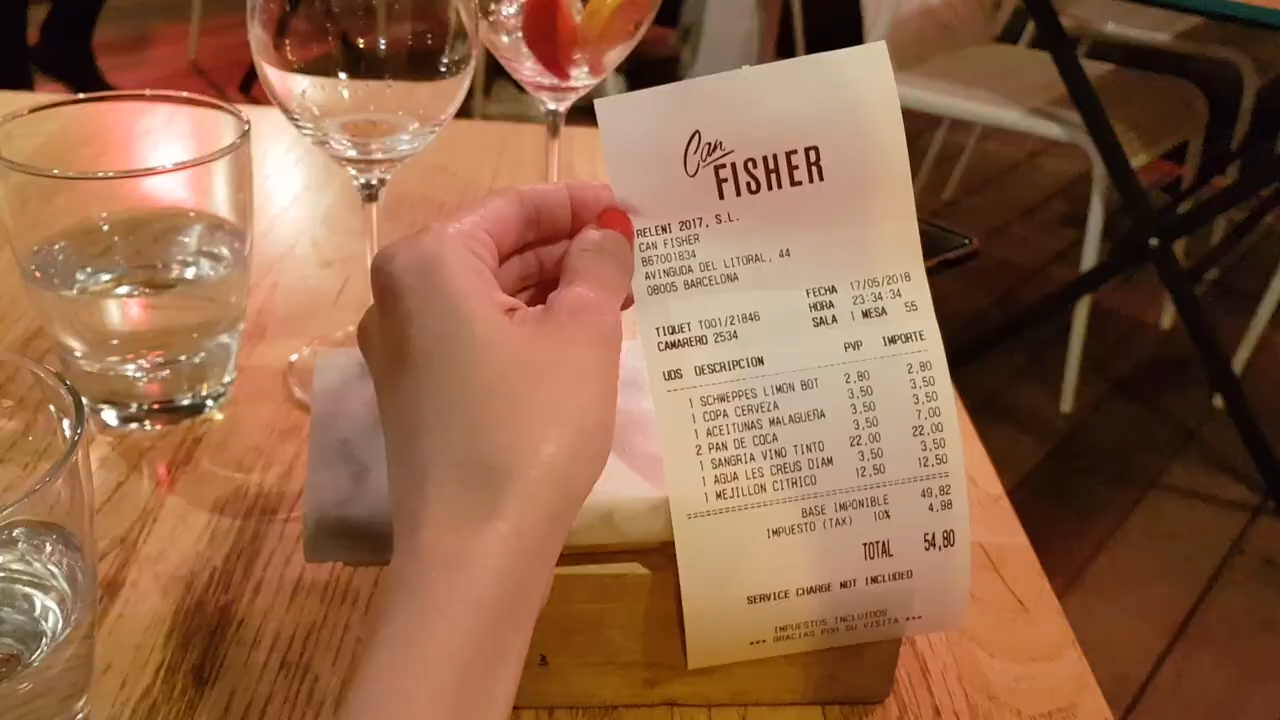 Can
FISHER
RELENI 2017, S.L.
CAN FISHER
B67001834
AVINGUDA DEL LITORAL, 44
08005 BARCELONA
FECHA 17/05/2018
HORA 23:34:34
TIQUET T001/21846 SALA 1 MESA 55
CAMARERO 2534
UDS DESCRIPCION PVP IMPORTE
1 SCHWEPPES LIMON BOT 2,80 2,80
1 COPA CERVEZA 3,50 3,50
1 ACEITUNAS MALAGUEÑA 3,50 3,50
2 PAN DE COCA 3,50 7,00
1 SANGRIA VINO TINTO 22,00 22,00
1 AGUA LES CREUS DIAM 3,50 3,50
1 MEJILLON CITRICO 12,50 12,50
BASE IMPONIBLE 49,82
IMPUESTO (TAX) 10% 4,98
TOTAL 54,80
SERVICE CHARGE NOT INCLUDED
IMPUESTOS INCLUIDOS
*** GRACIAS POR SU VISITA ***